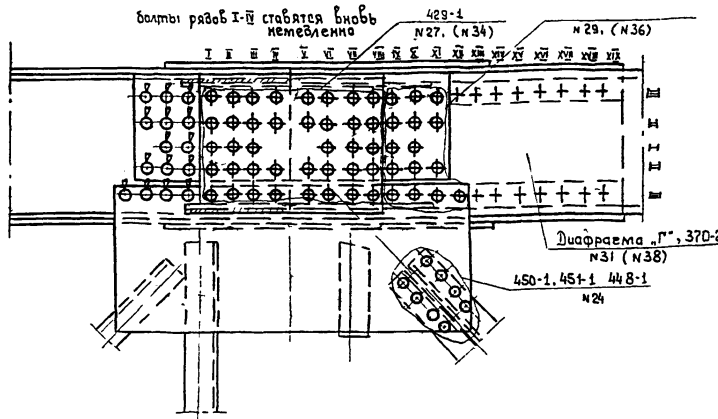 болты рядов I-IV ставятся вновь
немедленно
429-1
N27. (N34)
N29. (N36)
I II III IV V VI VII VIII IX X XI XII XIII XIV XV XVI XVII XVIII XIX
Диафрагма „Г", 370-2
N31 (N38)
450-1, 451-1 448-1
N24